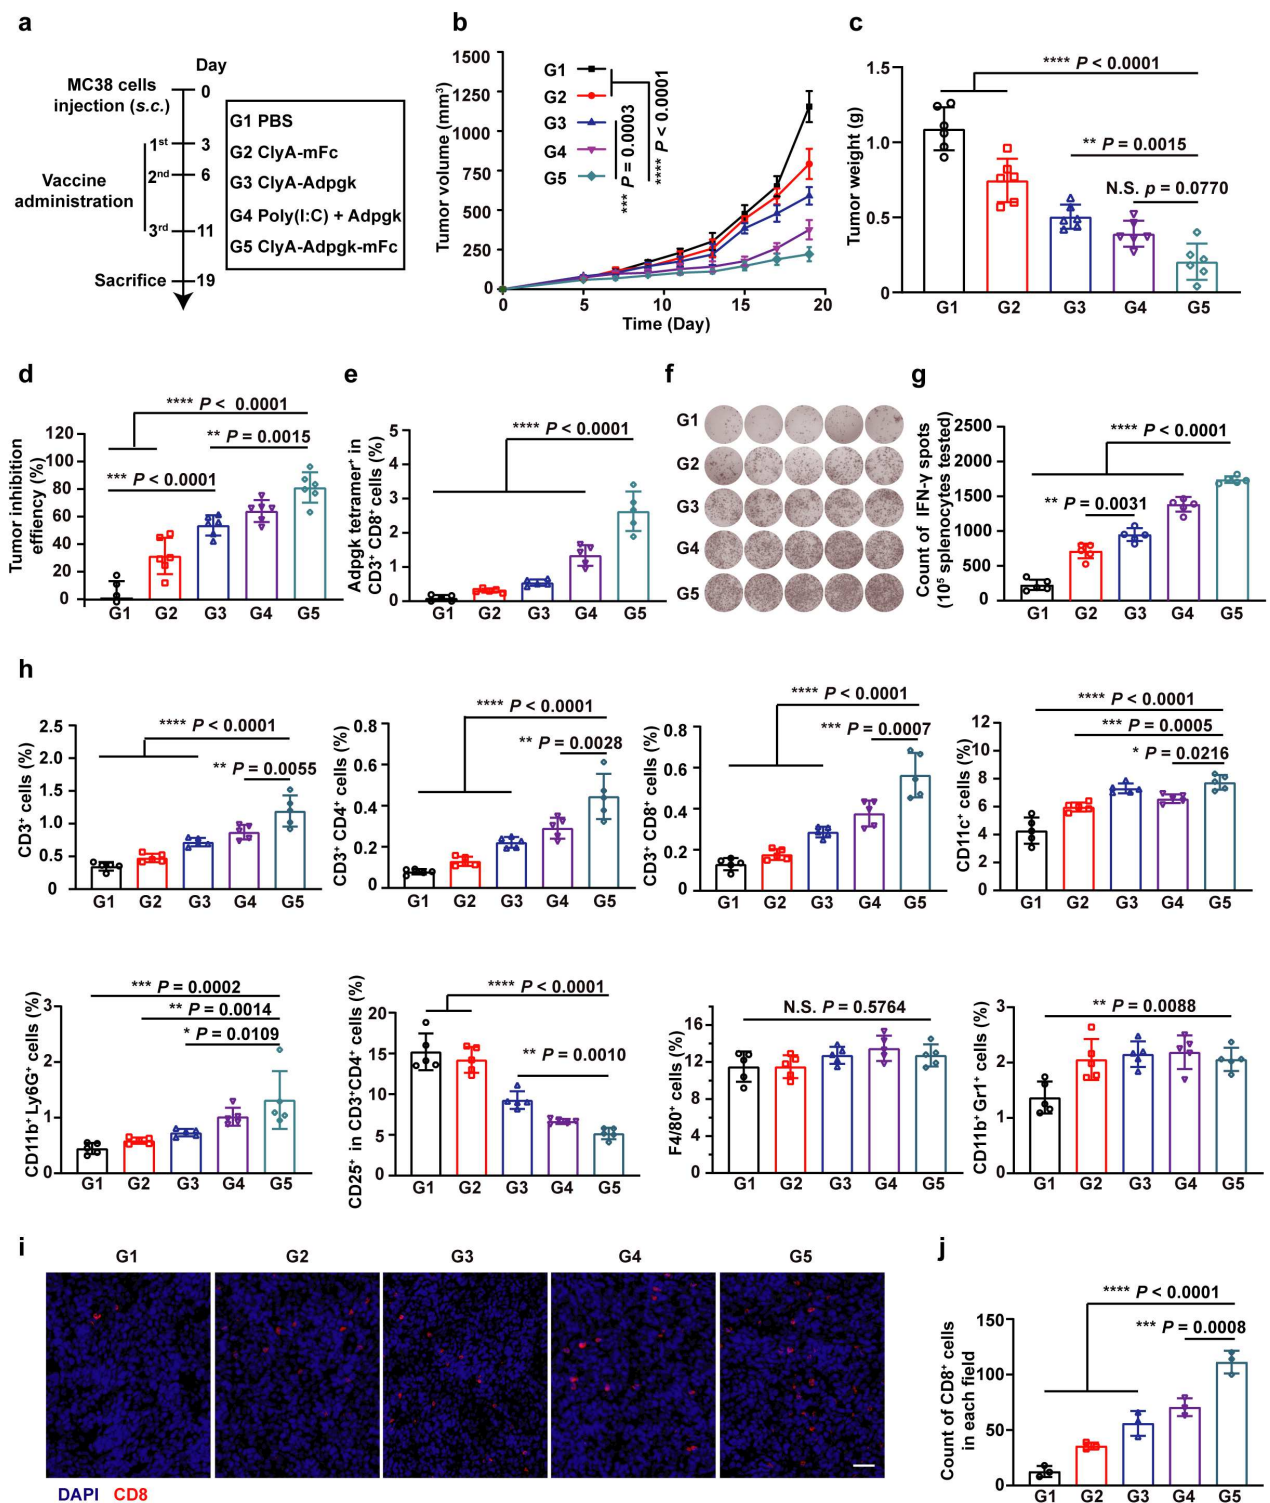 a
Day
MC38 cells
injection (s.c.)
0
1st
3
2nd
6
Vaccine
administration
3rd
11
Sacrifice
19
G1 PBS
G2 ClyA-mFc
G3 ClyA-Adpgk
G4 Poly(I:C) + Adpgk
G5 ClyA-Adpgk-mFc
b
Tumor volume (mm³)
1500
1250
1000
750
500
250
0
0 5 10 15 20
Time (Day)
G1
G2
G3
G4
G5
*** P = 0.0003
**** P < 0.0001
c
**** P < 0.0001
** P = 0.0015
N.S. p = 0.0770
Tumor weight (g)
1.5
1.0
0.5
0
G1 G2 G3 G4 G5
d
**** P < 0.0001
** P = 0.0015
*** P < 0.0001
Tumor inhibition
effiency (%)
120
100
80
60
40
20
0
G1 G2 G3 G4 G5
e
**** P < 0.0001
Adpgk tetramer⁺ in
CD3⁺ CD8⁺ cells (%)
5
4
3
2
1
0
G1 G2 G3 G4 G5
f
G1
G2
G3
G4
G5
g
**** P < 0.0001
** P = 0.0031
Count of IFN-γ spots
(10⁵ splenocytes tested)
2500
2000
1500
1000
500
0
G1 G2 G3 G4 G5
h
**** P < 0.0001
** P = 0.0055
CD3⁺ cells (%)
2.5
2.0
1.5
1.0
0.5
0
G1 G2 G3 G4 G5
**** P < 0.0001
** P = 0.0028
CD3⁺ CD4⁺ cells (%)
0.8
0.6
0.4
0.2
0
G1 G2 G3 G4 G5
**** P < 0.0001
*** P = 0.0007
CD3⁺ CD8⁺ cells (%)
0.8
0.6
0.4
0.2
0
G1 G2 G3 G4 G5
**** P < 0.0001
*** P = 0.0005
* P = 0.0216
CD11c⁺ cells (%)
12
10
8
6
4
2
0
G1 G2 G3 G4 G5
*** P = 0.0002
** P = 0.0014
* P = 0.0109
CD11b⁺ Ly6G⁺ cells (%)
3
2
1
0
G1 G2 G3 G4 G5
**** P < 0.0001
** P = 0.0010
CD25⁺ in CD3⁺CD4⁺ cells (%)
20
15
10
5
0
G1 G2 G3 G4 G5
N.S. P = 0.5764
F4/80⁺ cells (%)
16
12
8
4
0
G1 G2 G3 G4 G5
** P = 0.0088
CD11b⁺ Gr1⁺ cells (%)
3
2
1
0
G1 G2 G3 G4 G5
i
G1 G2 G3 G4 G5
DAPI CD8
j
**** P < 0.0001
*** P = 0.0008
Count of CD8⁺ cells
in each field
150
100
50
0
G1 G2 G3 G4 G5